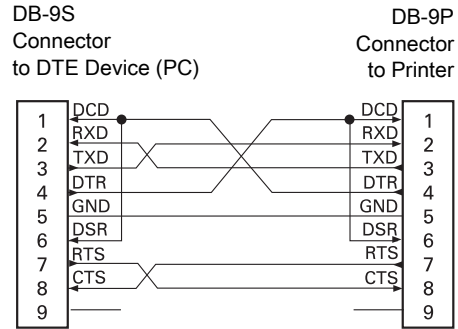 DB-9S
Connector
to DTE Device (PC)
DB-9P
Connector
to Printer
1 DCD DCD 1
2 RXD RXD 2
3 TXD TXD 3
4 DTR DTR 4
5 GND GND 5
6 DSR DSR 6
7 RTS RTS 7
8 CTS CTS 8
9 9